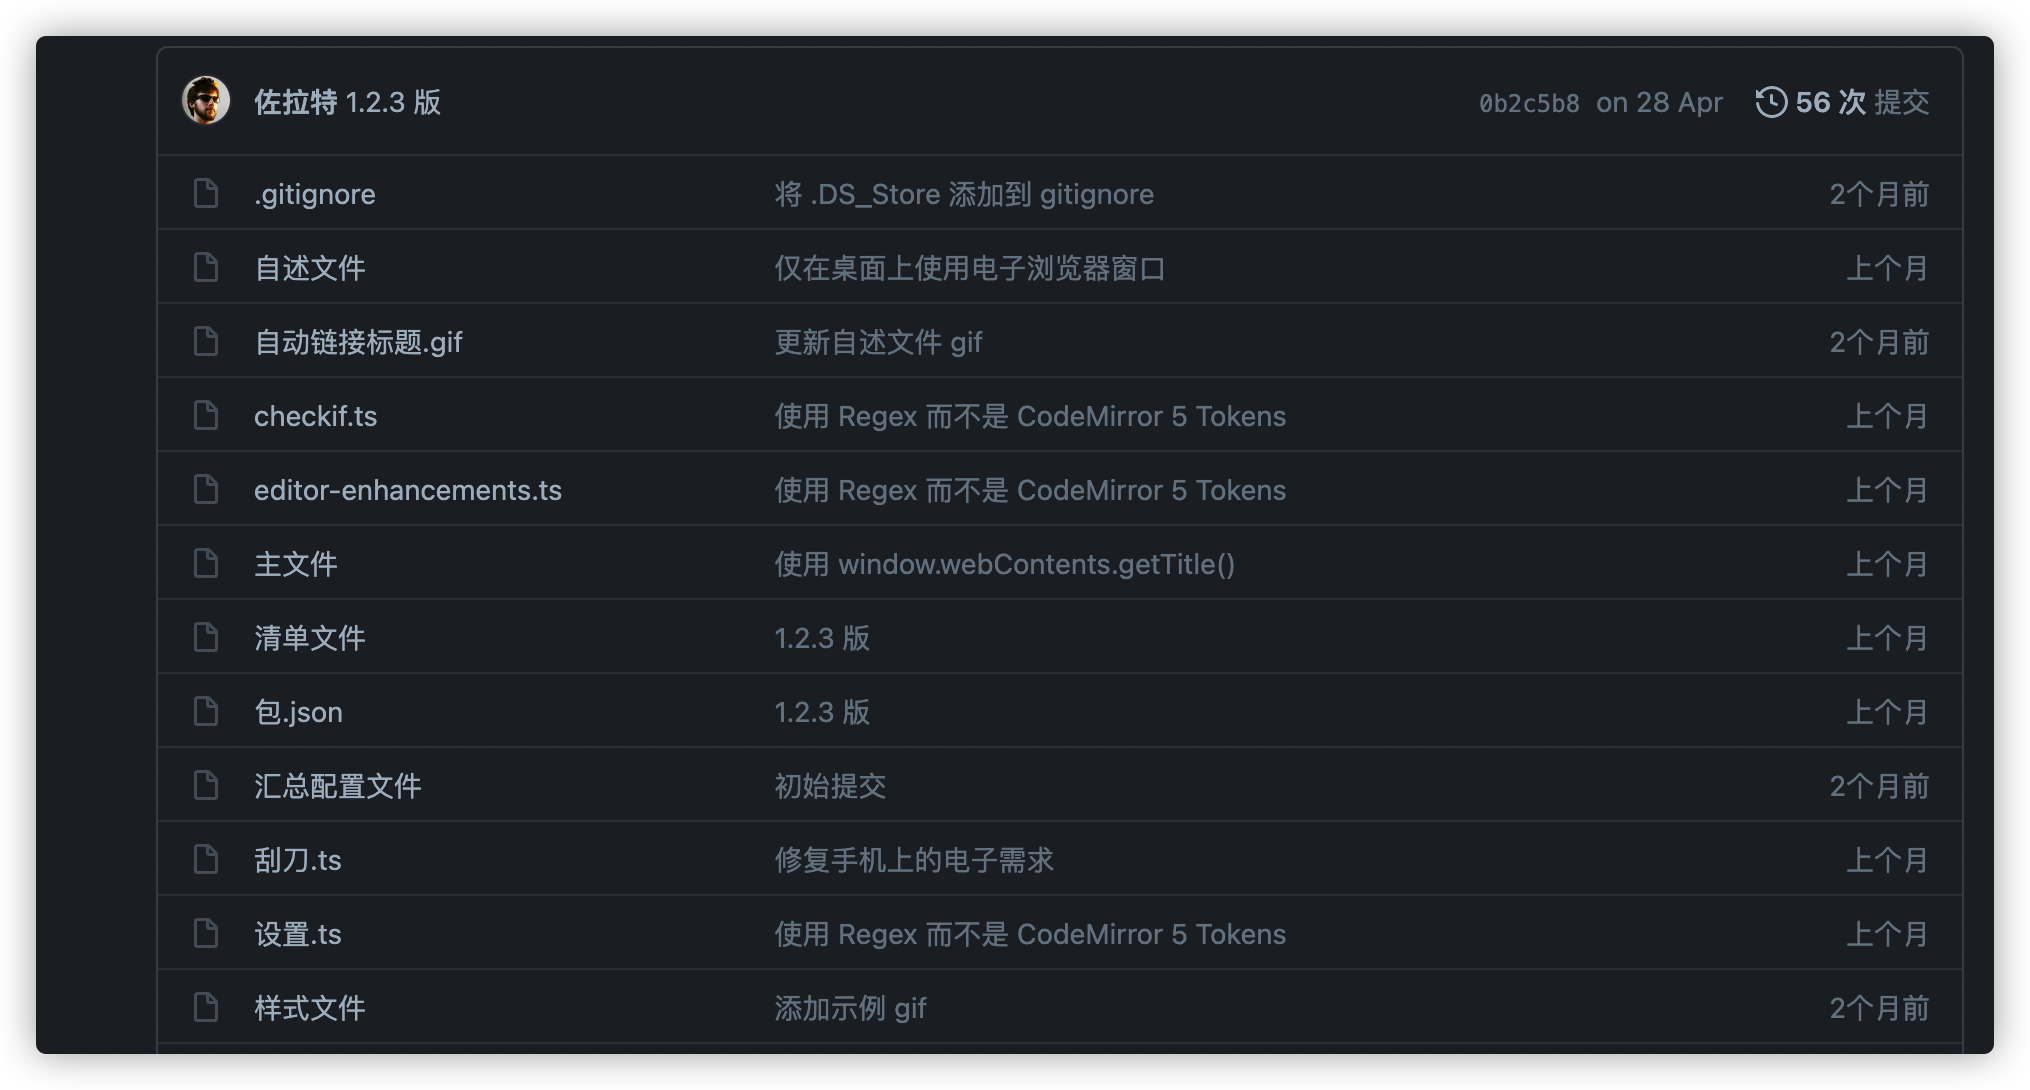 佐拉特 1.2.3 版 0b2c5b8 on 28 Apr 56 次 提交
.gitignore 将 .DS_Store 添加到 gitignore 2个月前
自述文件 仅在桌面上使用电子浏览器窗口 上个月
自动链接标题.gif 更新自述文件 gif 2个月前
checkif.ts 使用 Regex 而不是 CodeMirror 5 Tokens 上个月
editor-enhancements.ts 使用 Regex 而不是 CodeMirror 5 Tokens 上个月
主文件 使用 window.webContents.getTitle() 上个月
清单文件 1.2.3 版 上个月
包.json 1.2.3 版 上个月
汇总配置文件 初始提交 2个月前
刮刀.ts 修复手机上的电子需求 上个月
设置.ts 使用 Regex 而不是 CodeMirror 5 Tokens 上个月
样式文件 添加示例 gif 2个月前